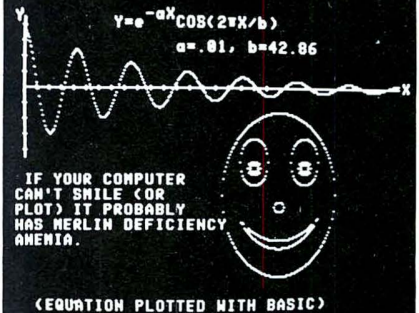 Y
Y=e^-aX COS(2πX/b)
a=.01, b=42.86
X
IF YOUR COMPUTER
CAN'T SMILE (OR
PLOT) IT PROBABLY
HAS MERLIN DEFICIENCY
ANEMIA.
(EQUATION PLOTTED WITH BASIC)